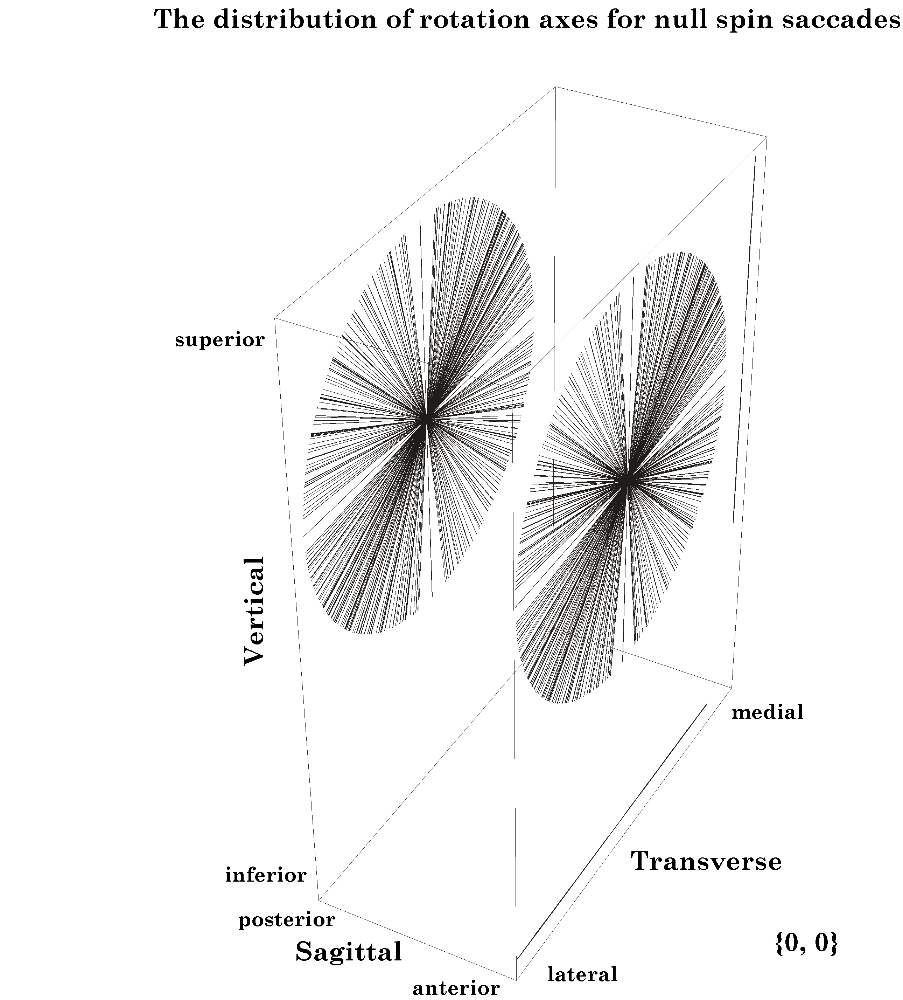 The distribution of rotation axes for null spin saccades
superior
Vertical
medial
Transverse
inferior
posterior
Sagittal
{0, 0}
lateral
anterior